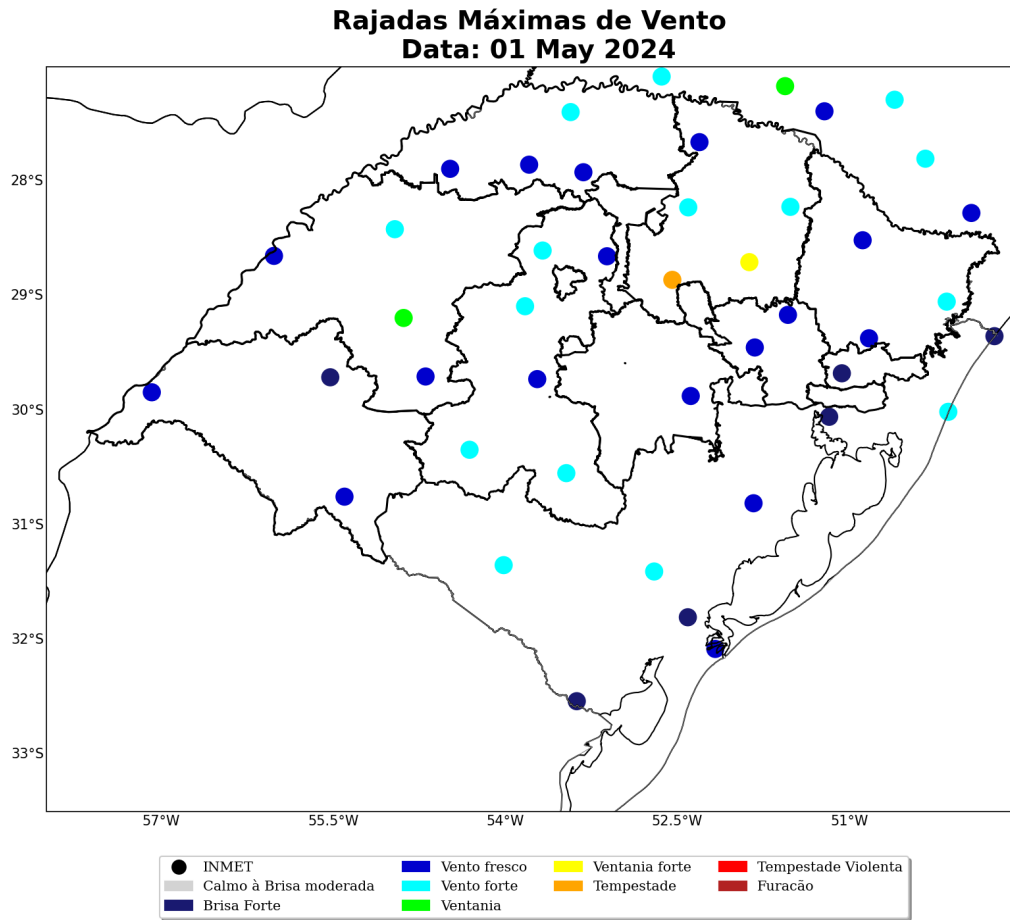 Rajadas Máximas de Vento
Data: 01 May 2024
28°S
29°S
30°S
31°S
32°S
33°S
57°W
55.5°W
54°W
52.5°W
51°W
INMET
Calmo à Brisa moderada
Brisa Forte
Vento fresco
Vento forte
Ventania
Ventania forte
Tempestade
Tempestade Violenta
Furacão